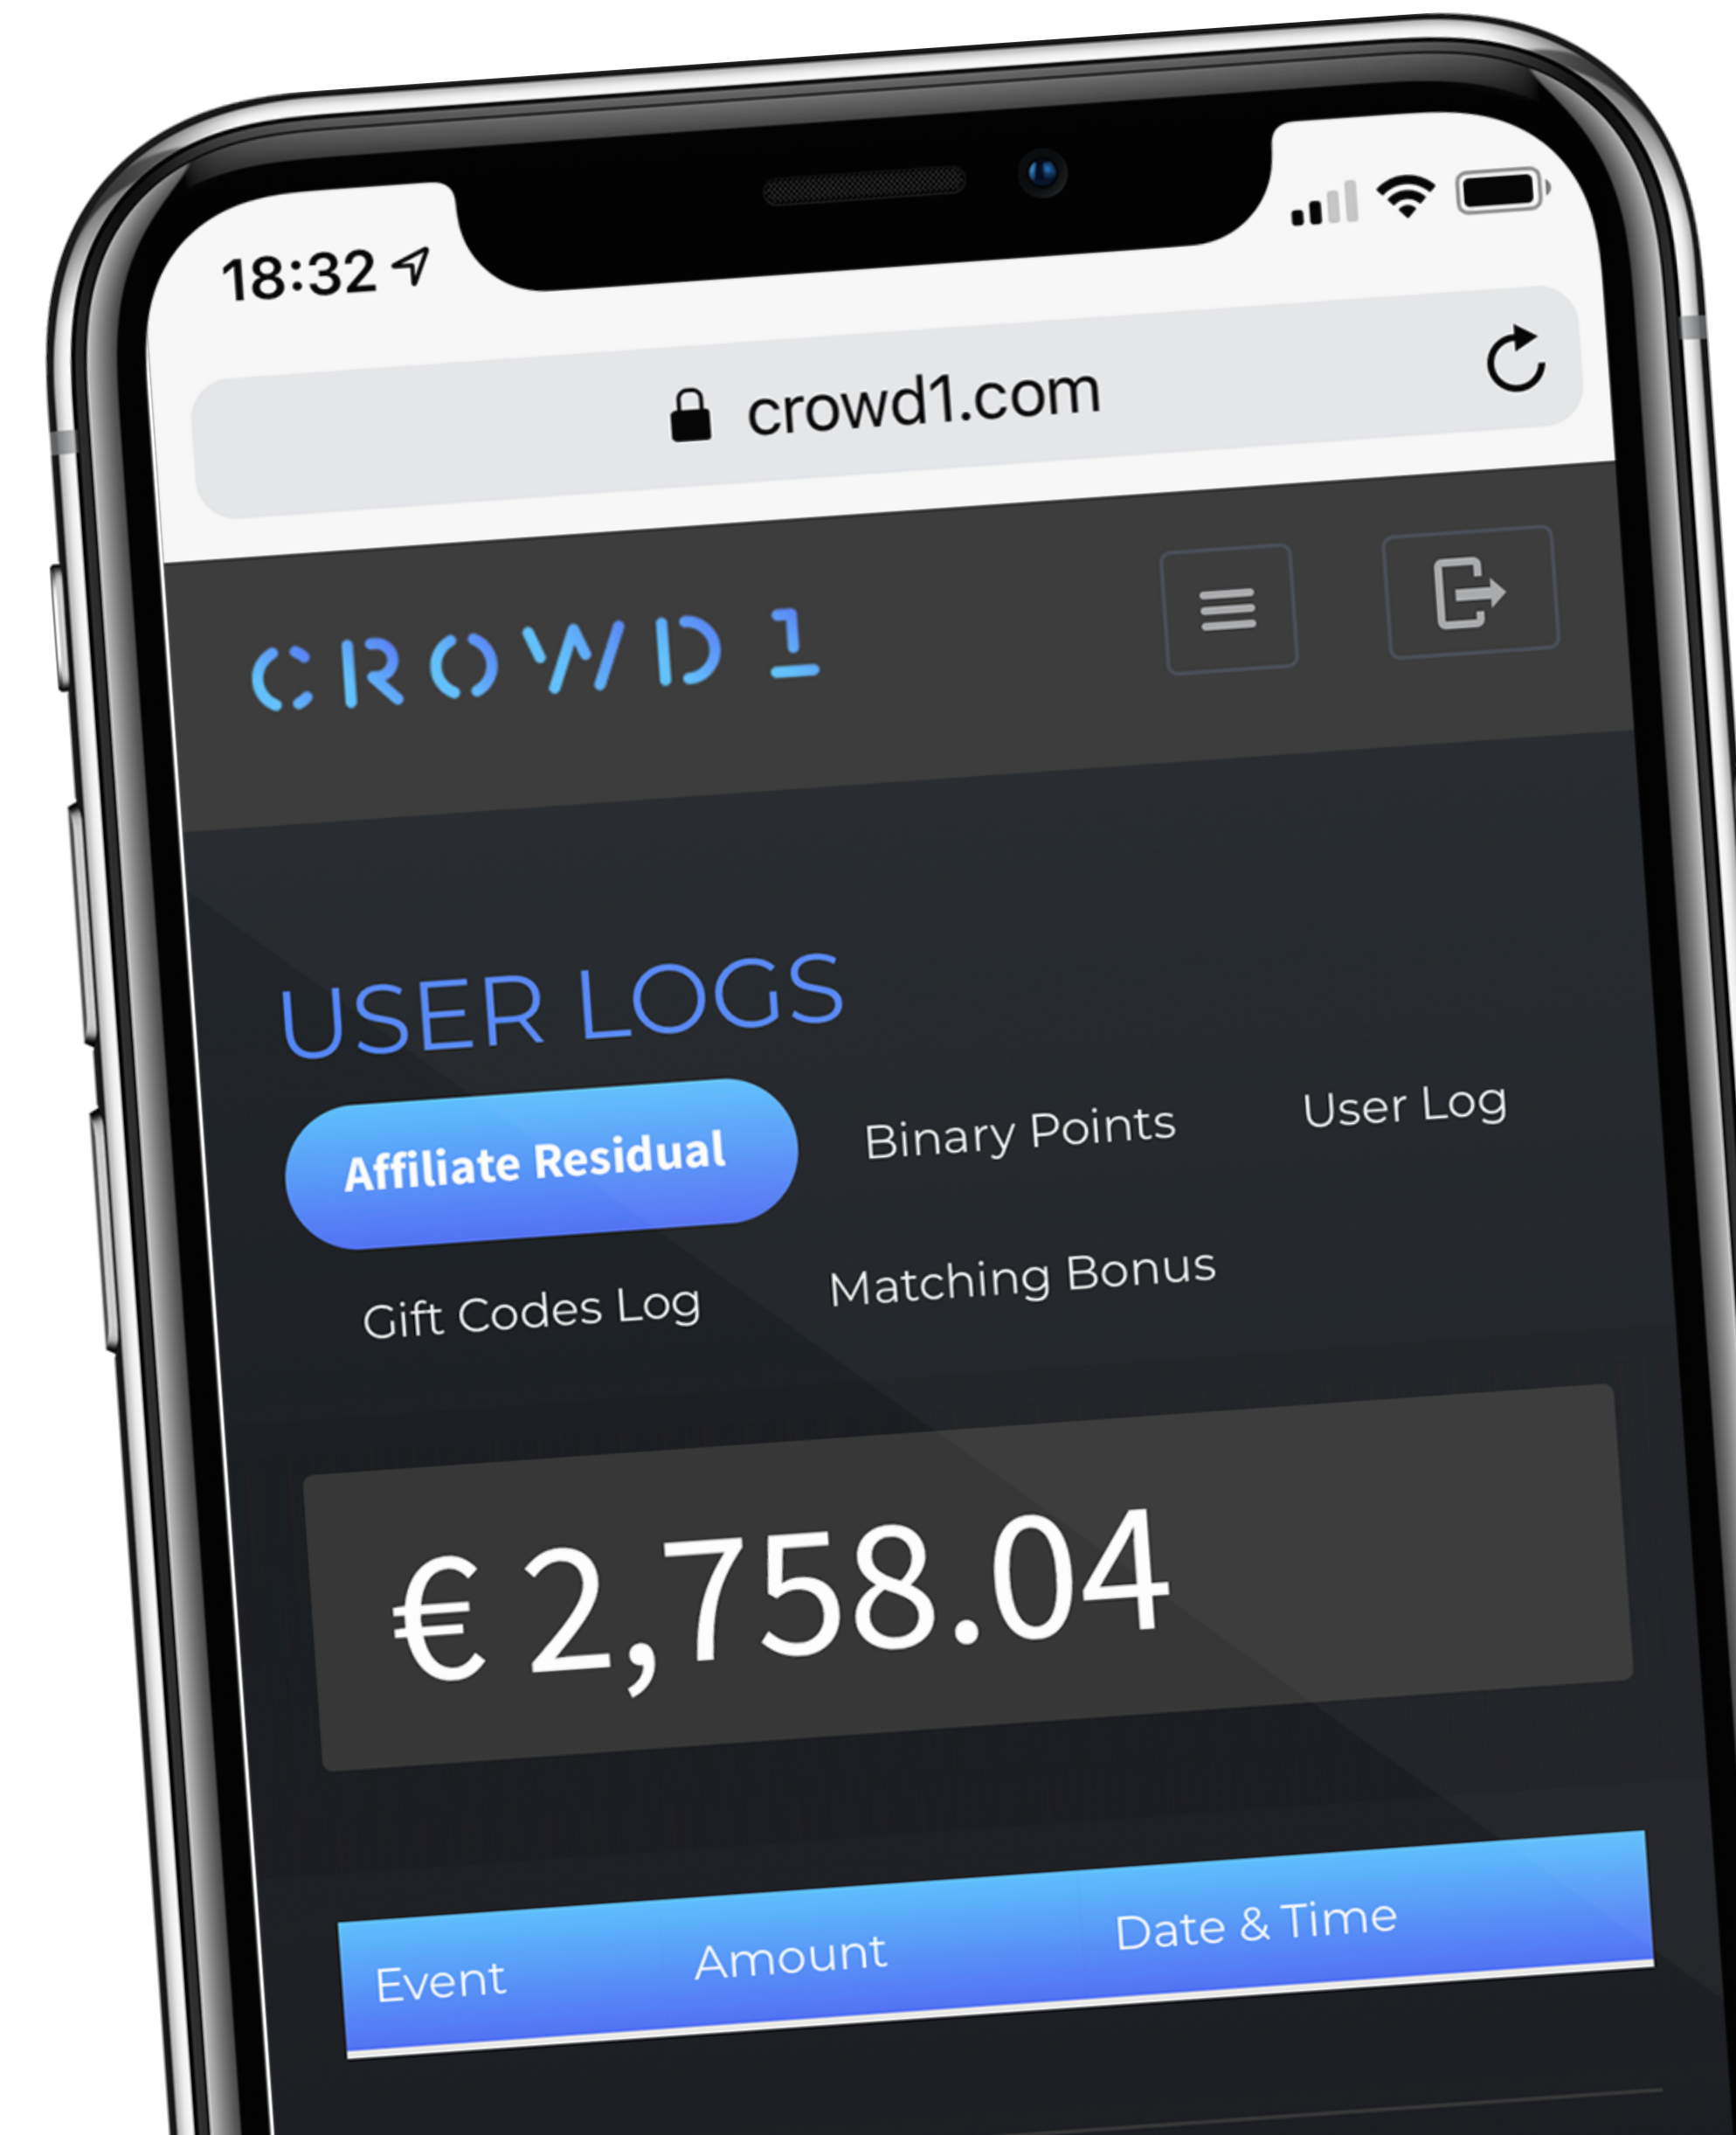 18:32
crowd1.com
CROWD 1
USER LOGS
Affiliate Residual Binary Points User Log
Gift Codes Log Matching Bonus
€ 2,758.04
Event Amount Date & Time